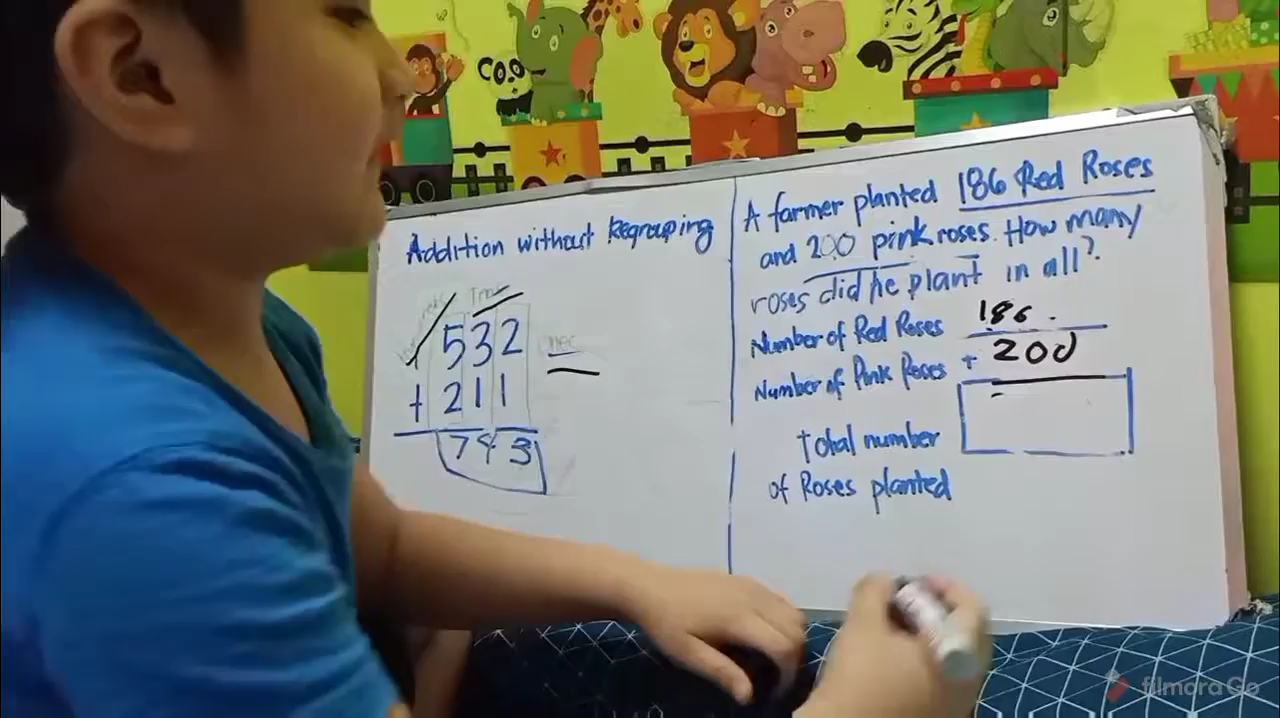 Addition without Regrouping
532
+ 211
743
A farmer planted 186 Red Roses
and 200 pink roses. How many
roses did he plant in all?
Number of Red Roses 186
Number of Pink Roses + 200
Total number
of Roses planted
filmora Go